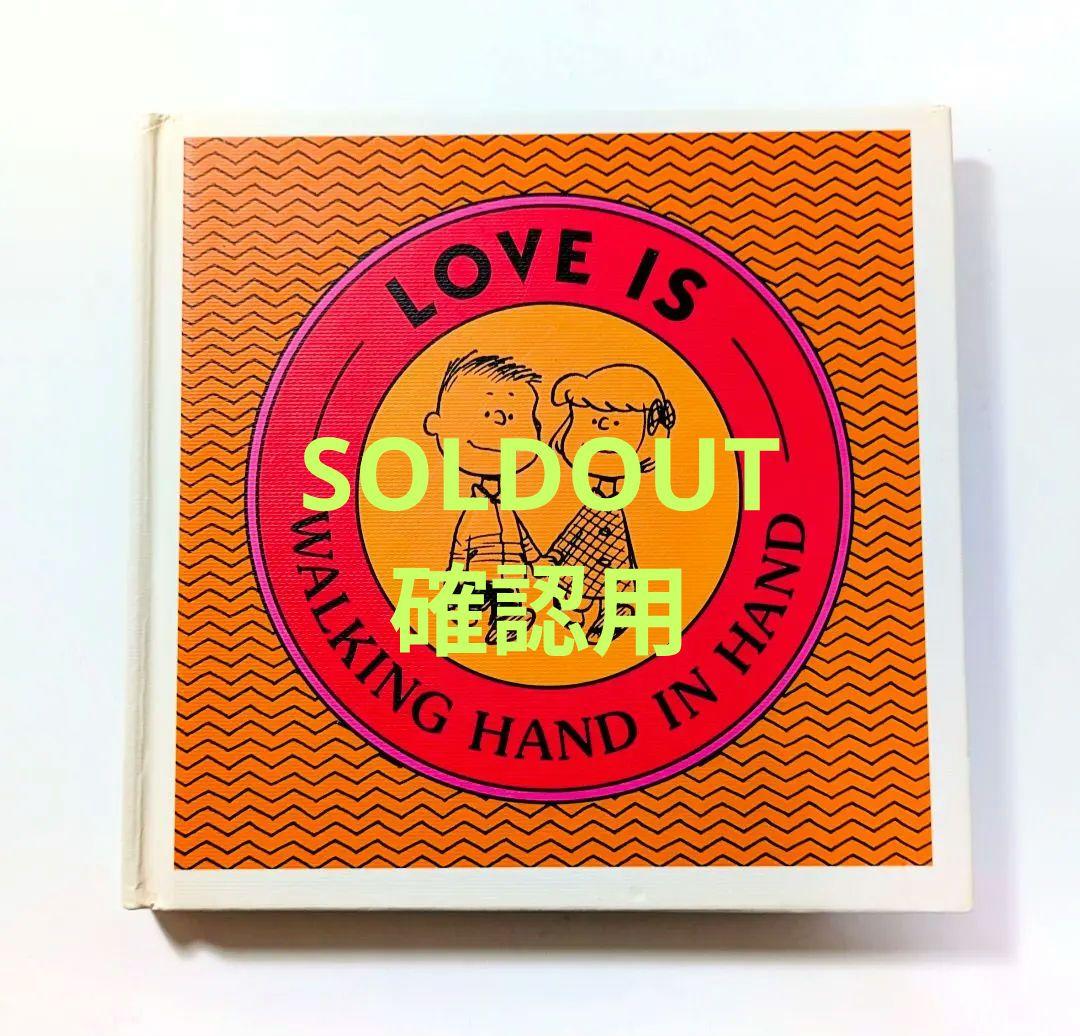 LOVE IS
SOLDOUT
確認用
WALKING HAND IN HAND